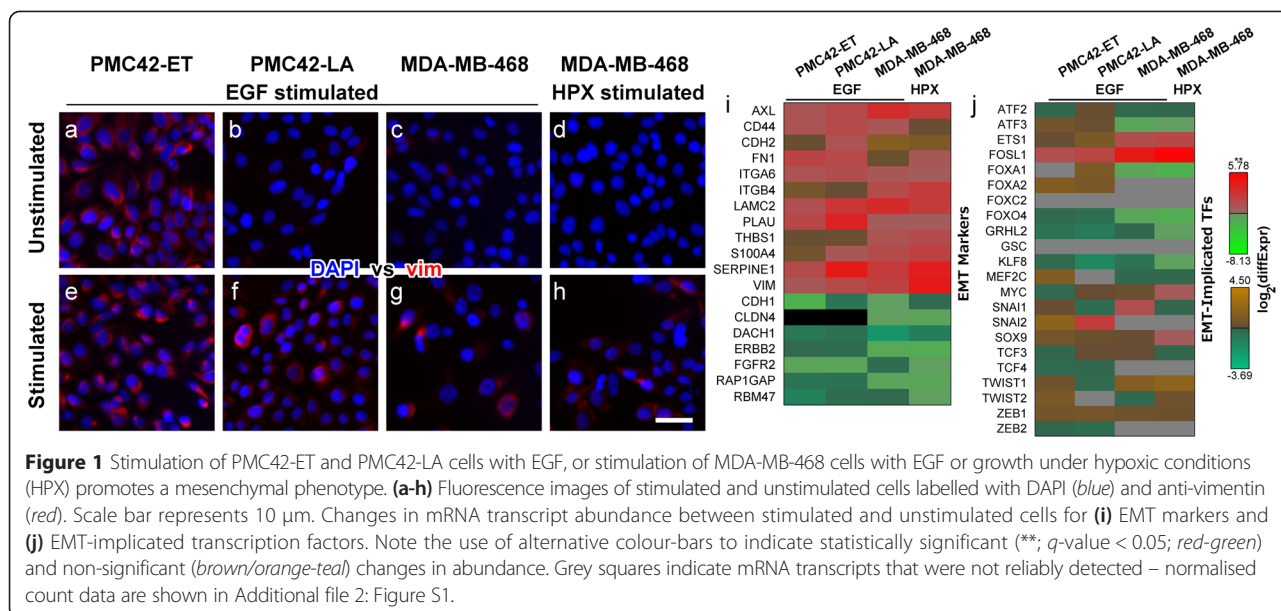 PMC42-ET PMC42-LA MDA-MB-468 MDA-MB-468
EGF stimulated HPX stimulated
Unstimulated
a b c d
DAPI vs vim
Stimulated
e f g h
i
PMC42-ET
PMC42-LA
MDA-MB-468
MDA-MB-468
EGF HPX
AXL
CD44
CDH2
FN1
ITGA6
ITGB4
LAMC2
PLAU
THBS1
S100A4
SERPINE1
VIM
CDH1
CLDN4
DACH1
ERBB2
FGFR2
RAP1GAP
RBM47
EMT Markers
j
PMC42-ET
PMC42-LA
MDA-MB-468
MDA-MB-468
EGF HPX
ATF2
ATF3
ETS1
FOSL1
FOXA1
FOXA2
FOXC2
FOXO4
GRHL2
GSC
KLF8
MEF2C
MYC
SNAI1
SNAI2
SOX9
TCF3
TCF4
TWIST1
TWIST2
ZEB1
ZEB2
EMT-Implicated TFs
**
5.78
-8.13
4.50
-3.69
log2(diffExpr)
Figure 1 Stimulation of PMC42-ET and PMC42-LA cells with EGF, or stimulation of MDA-MB-468 cells with EGF or growth under hypoxic conditions
(HPX) promotes a mesenchymal phenotype. (a-h) Fluorescence images of stimulated and unstimulated cells labelled with DAPI (blue) and anti-vimentin
(red). Scale bar represents 10 μm. Changes in mRNA transcript abundance between stimulated and unstimulated cells for (i) EMT markers and
(j) EMT-implicated transcription factors. Note the use of alternative colour-bars to indicate statistically significant (**; q-value < 0.05; red-green)
and non-significant (brown/orange-teal) changes in abundance. Grey squares indicate mRNA transcripts that were not reliably detected – normalised
count data are shown in Additional file 2: Figure S1.